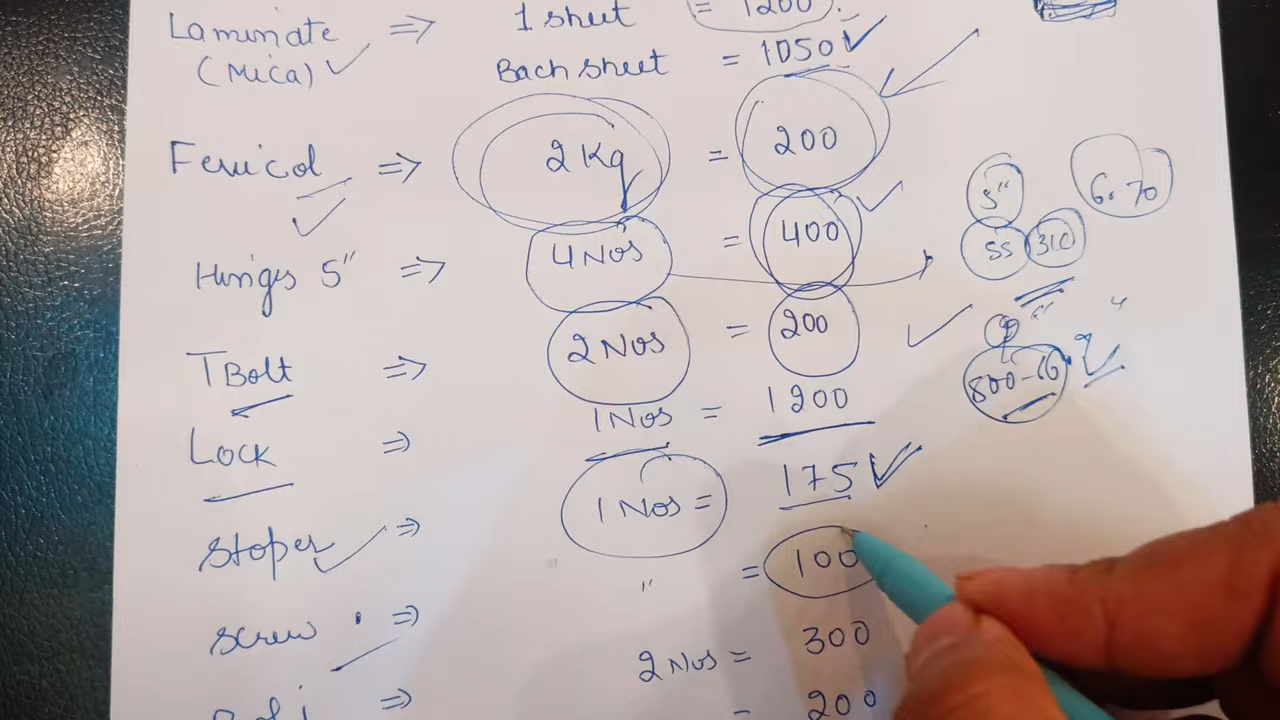 Laminate => 1 sheet = 1200
(Mica) Bach sheet = 1050
Fevicol => 2 Kg = 200
Hinges 5" => 4 Nos = 400
5" 6.70
SS 310
TBolt => 2 Nos = 200
800-
Lock => 1 Nos = 1200
Stoper => 1 Nos = 175
Screw => " = 100
2 Nos = 300
=> = 200